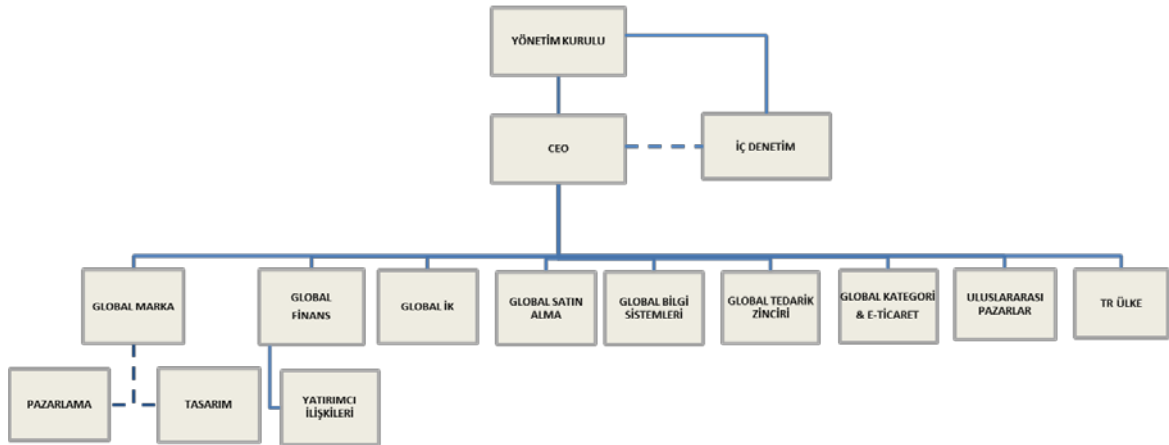 YÖNETİM KURULU
CEO
İÇ DENETİM
GLOBAL MARKA
GLOBAL
FİNANS
GLOBAL İK
GLOBAL SATIN
ALMA
GLOBAL BİLGİ
SİSTEMLERİ
GLOBAL TEDARİK
ZİNCİRİ
GLOBAL KATEGORİ
& E-TİCARET
ULUSLARARASI
PAZARLAR
TR ÜLKE
PAZARLAMA
TASARIM
YATIRIMCI
İLİŞKİLERİ